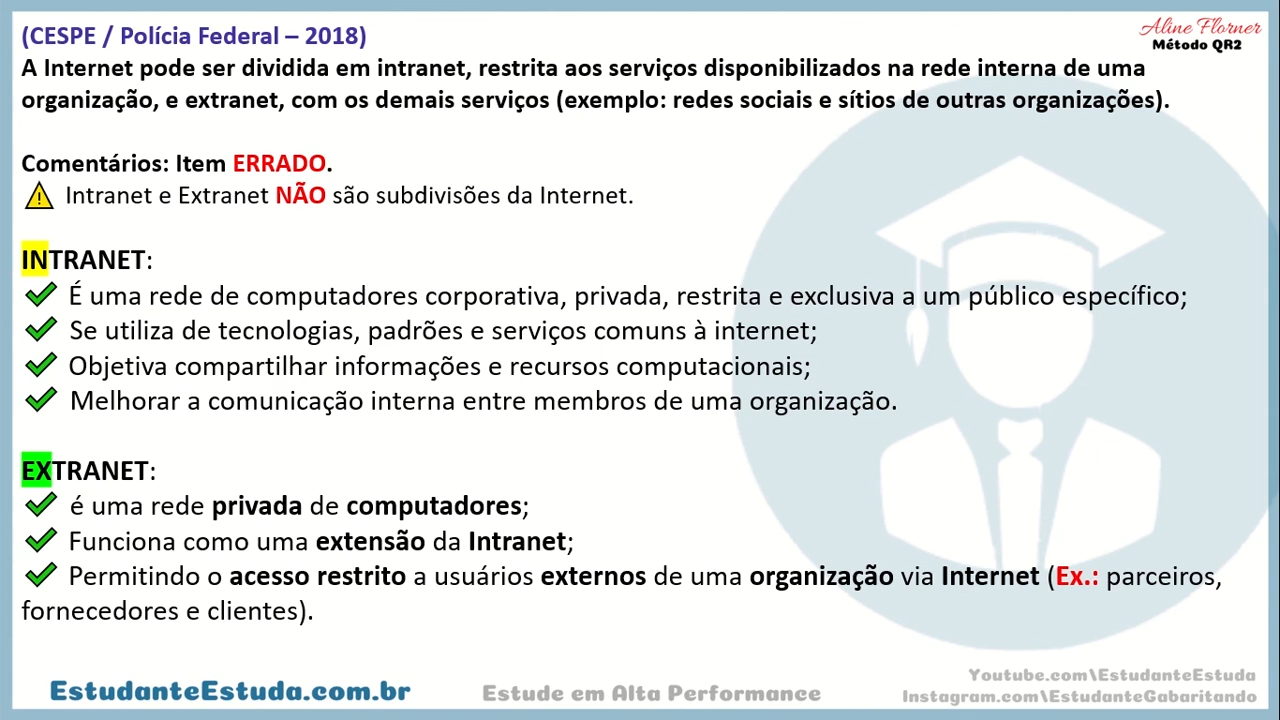 (CESPE / Polícia Federal – 2018)
Aline Florner
Método QR2
A Internet pode ser dividida em intranet, restrita aos serviços disponibilizados na rede interna de uma
organização, e extranet, com os demais serviços (exemplo: redes sociais e sítios de outras organizações).
Comentários: Item ERRADO.
Intranet e Extranet NÃO são subdivisões da Internet.
INTRANET:
É uma rede de computadores corporativa, privada, restrita e exclusiva a um público específico;
Se utiliza de tecnologias, padrões e serviços comuns à internet;
Objetiva compartilhar informações e recursos computacionais;
Melhorar a comunicação interna entre membros de uma organização.
EXTRANET:
é uma rede privada de computadores;
Funciona como uma extensão da Intranet;
Permitindo o acesso restrito a usuários externos de uma organização via Internet (Ex.: parceiros,
fornecedores e clientes).
EstudanteEstuda.com.br
Estude em Alta Performance
Youtube.com\EstudanteEstuda
Instagram.com\EstudanteGabaritando